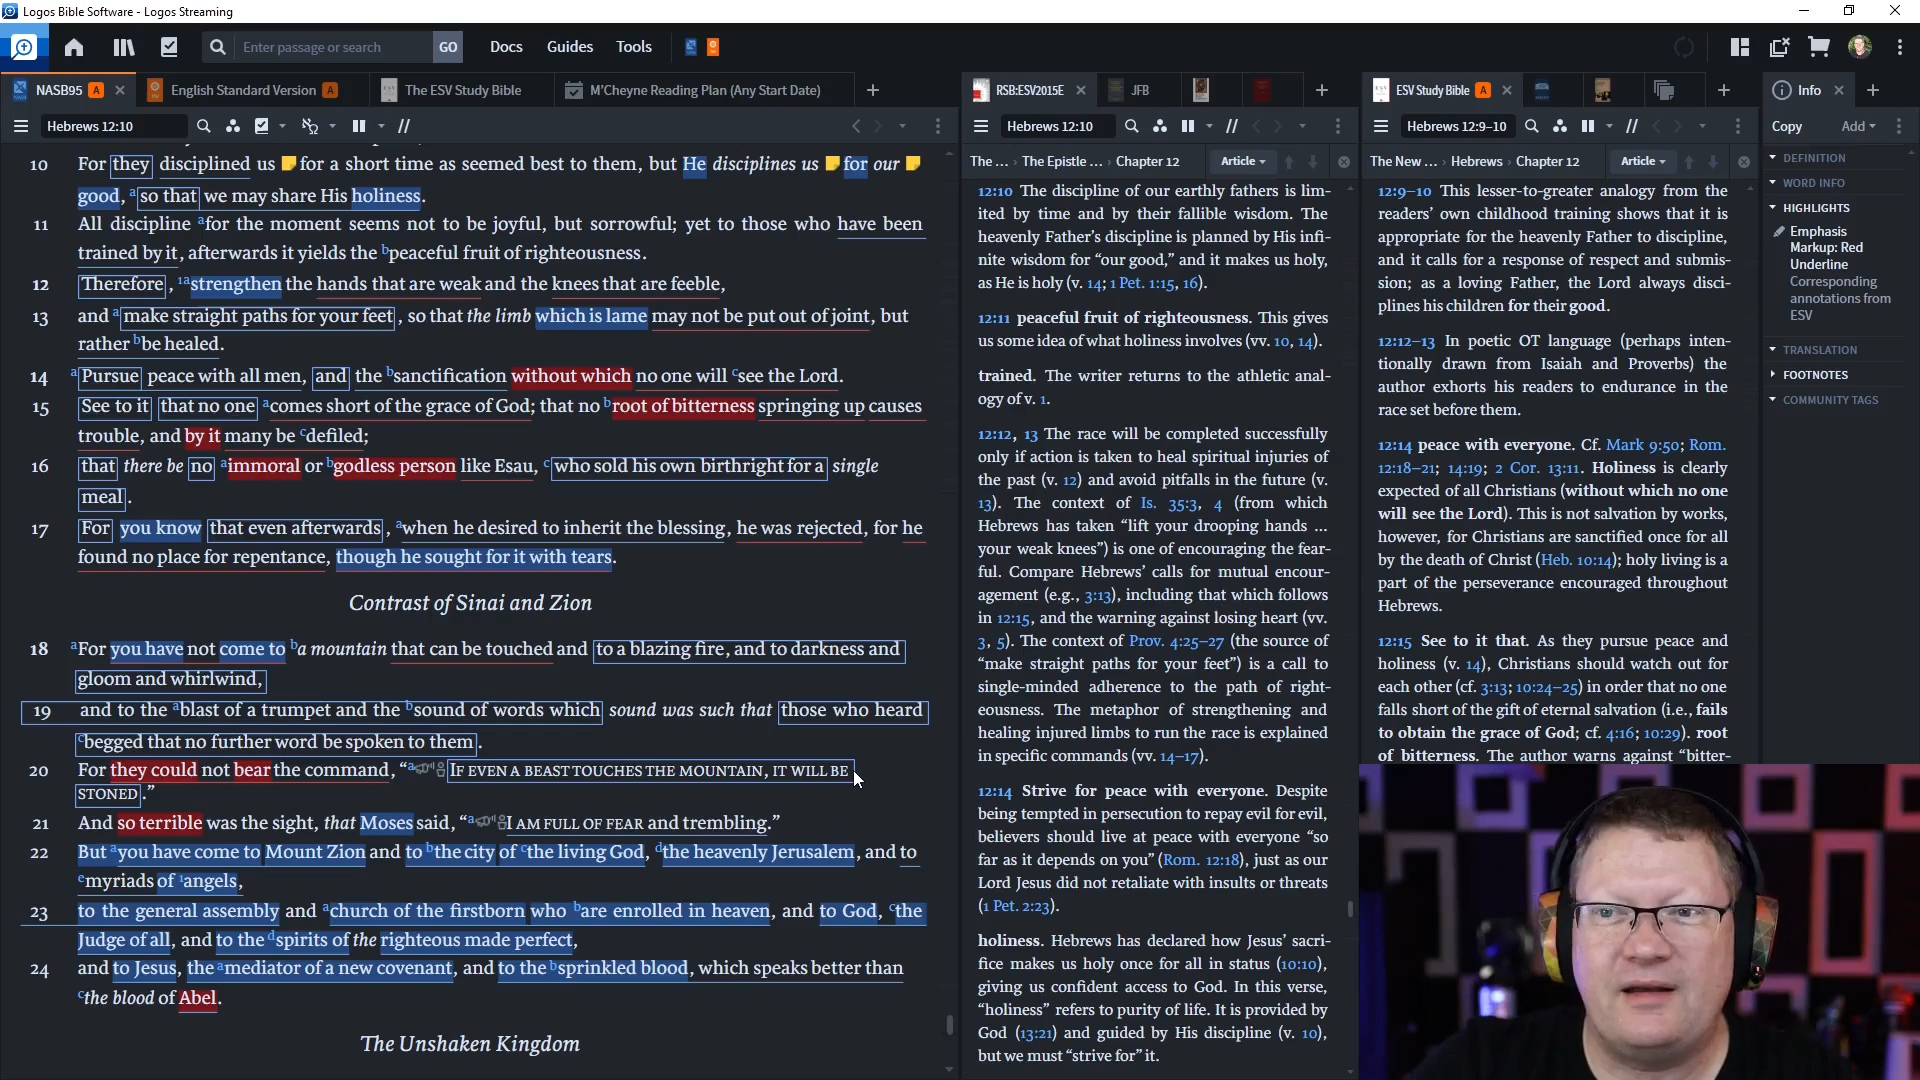 Logos Bible Software - Logos Streaming
Enter passage or search GO Docs Guides Tools
NASB95 A English Standard Version A The ESV Study Bible M'Cheyne Reading Plan (Any Start Date)
Hebrews 12:10
10 For they disciplined us for a short time as seemed best to them, but He disciplines us for our
good, a so that we may share His holiness.
11 All discipline a for the moment seems not to be joyful, but sorrowful; yet to those who have been
trained by it, afterwards it yields the b peaceful fruit of righteousness.
12 Therefore, 1a strengthen the hands that are weak and the knees that are feeble,
13 and a make straight paths for your feet, so that the limb which is lame may not be put out of joint, but
rather b be healed.
14 a Pursue peace with all men, and the b sanctification without which no one will c see the Lord.
15 See to it that no one a comes short of the grace of God; that no b root of bitterness springing up causes
trouble, and by it many be c defiled;
16 that there be no a immoral or b godless person like Esau, c who sold his own birthright for a single
meal.
17 For you know that even afterwards, a when he desired to inherit the blessing, he was rejected, for he
found no place for repentance, though he sought for it with tears.
Contrast of Sinai and Zion
18 a For you have not come to b a mountain that can be touched and to a blazing fire, and to darkness and
gloom and whirlwind,
19 and to the a blast of a trumpet and the b sound of words which sound was such that those who heard
c begged that no further word be spoken to them.
20 For they could not bear the command, “a IF EVEN A BEAST TOUCHES THE MOUNTAIN, IT WILL BE
STONED.”
21 And so terrible was the sight, that Moses said, “a I AM FULL OF FEAR and trembling.”
22 But a you have come to Mount Zion and to b the city of c the living God, d the heavenly Jerusalem, and to
e myriads of 1 angels,
23 to the general assembly and a church of the firstborn who b are enrolled in heaven, and to God, c the
Judge of all, and to the d spirits of the righteous made perfect,
24 and to Jesus, the a mediator of a new covenant, and to the b sprinkled blood, which speaks better than
c the blood of Abel.
The Unshaken Kingdom
RSB:ESV2015E JFB
Hebrews 12:10
The ... › The Epistle ... › Chapter 12 Article
12:10 The discipline of our earthly fathers is lim-
ited by time and by their fallible wisdom. The
heavenly Father's discipline is planned by His infi-
nite wisdom for “our good,” and it makes us holy,
as He is holy (v. 14; 1 Pet. 1:15, 16).
12:11 peaceful fruit of righteousness. This gives
us some idea of what holiness involves (vv. 10, 14).
trained. The writer returns to the athletic anal-
ogy of v. 1.
12:12, 13 The race will be completed successfully
only if action is taken to heal spiritual injuries of
the past (v. 12) and avoid pitfalls in the future (v.
13). The context of Is. 35:3, 4 (from which
Hebrews has taken “lift your drooping hands ...
your weak knees”) is one of encouraging the fear-
ful. Compare Hebrews' calls for mutual encour-
agement (e.g., 3:13), including that which follows
in 12:15, and the warning against losing heart (vv.
3, 5). The context of Prov. 4:25–27 (the source of
“make straight paths for your feet”) is a call to
single-minded adherence to the path of right-
eousness. The metaphor of strengthening and
healing injured limbs to run the race is explained
in specific commands (vv. 14–17).
12:14 Strive for peace with everyone. Despite
being tempted in persecution to repay evil for evil,
believers should live at peace with everyone “so
far as it depends on you” (Rom. 12:18), just as our
Lord Jesus did not retaliate with insults or threats
(1 Pet. 2:23).
holiness. Hebrews has declared how Jesus' sacri-
fice makes us holy once for all in status (10:10),
giving us confident access to God. In this verse,
“holiness” refers to purity of life. It is provided by
God (13:21) and guided by His discipline (v. 10),
but we must “strive for” it.
ESV Study Bible A
Hebrews 12:9–10
The New ... › Hebrews › Chapter 12 Article
12:9–10 This lesser-to-greater analogy from the
readers' own childhood training shows that it is
appropriate for the heavenly Father to discipline,
and it calls for a response of respect and submis-
sion; as a loving Father, the Lord always disci-
plines his children for their good.
12:12–13 In poetic OT language (perhaps inten-
tionally drawn from Isaiah and Proverbs) the
author exhorts his readers to endurance in the
race set before them.
12:14 peace with everyone. Cf. Mark 9:50; Rom.
12:18–21; 14:19; 2 Cor. 13:11. Holiness is clearly
expected of all Christians (without which no one
will see the Lord). This is not salvation by works,
however, for Christians are sanctified once for all
by the death of Christ (Heb. 10:14); holy living is a
part of the perseverance encouraged throughout
Hebrews.
12:15 See to it that. As they pursue peace and
holiness (v. 14), Christians should watch out for
each other (cf. 3:13; 10:24–25) in order that no one
falls short of the gift of eternal salvation (i.e., fails
to obtain the grace of God; cf. 4:16; 10:29). root
of bitterness. The author warns against “bitter-
Info
Copy Add
DEFINITION
WORD INFO
HIGHLIGHTS
Emphasis
Markup: Red
Underline
Corresponding
annotations from
ESV
TRANSLATION
FOOTNOTES
COMMUNITY TAGS